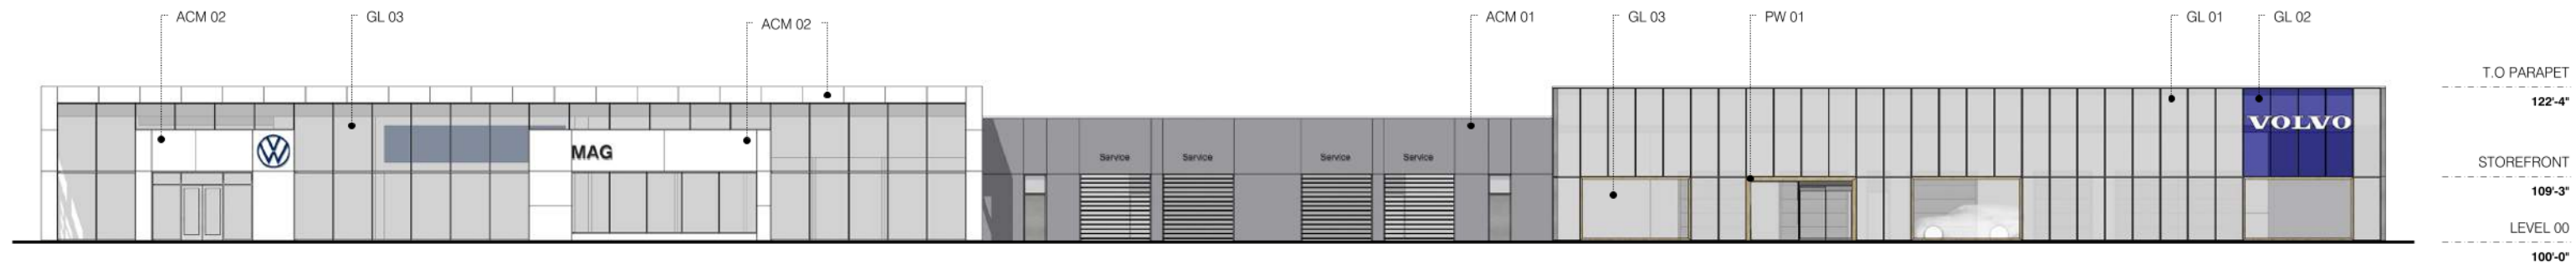 ACM 02
GL 03
ACM 02
ACM 01
GL 03
PW 01
GL 01
GL 02
T.O PARAPET
122'-4"
VOLVO
MAG
Service
Service
Service
Service
STOREFRONT
109'-3"
LEVEL 00
100'-0"